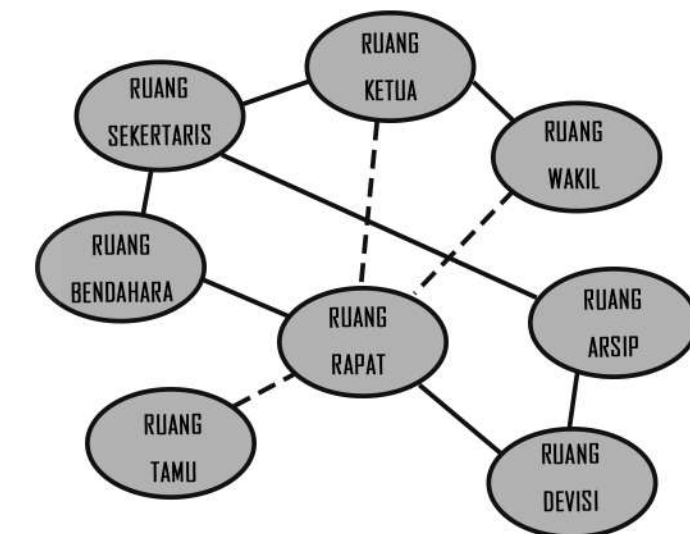 RUANG
KETUA
RUANG
SEKERTARIS
RUANG
WAKIL
RUANG
BENDAHARA
RUANG
RAPAT
RUANG
ARSIP
RUANG
TAMU
RUANG
DEVISI